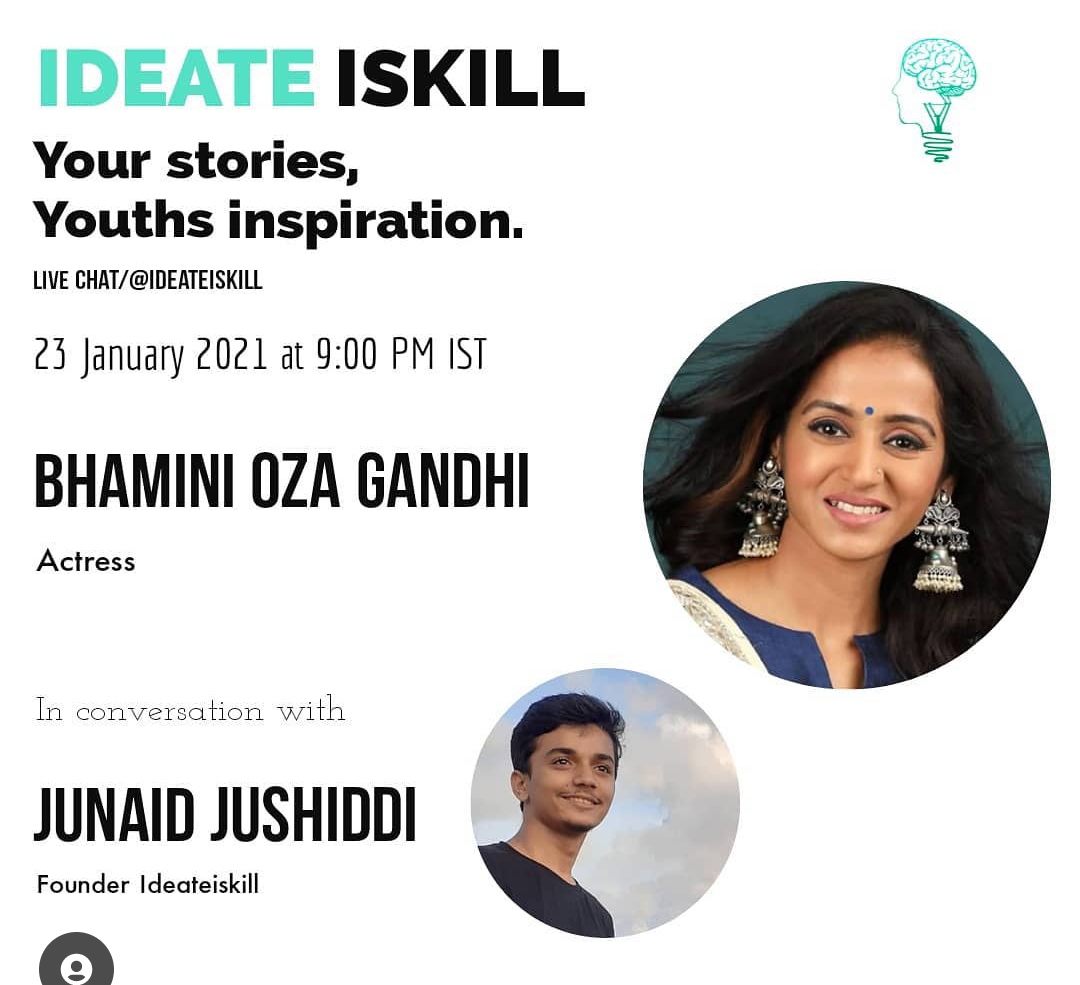 IDEATE ISKILL
Your stories,
Youths inspiration.
LIVE CHAT/@IDEATEISKILL
23 January 2021 at 9:00 PM IST
BHAMINI OZA GANDHI
Actress
In conversation with
JUNAID JUSHIDDI
Founder Ideateiskill